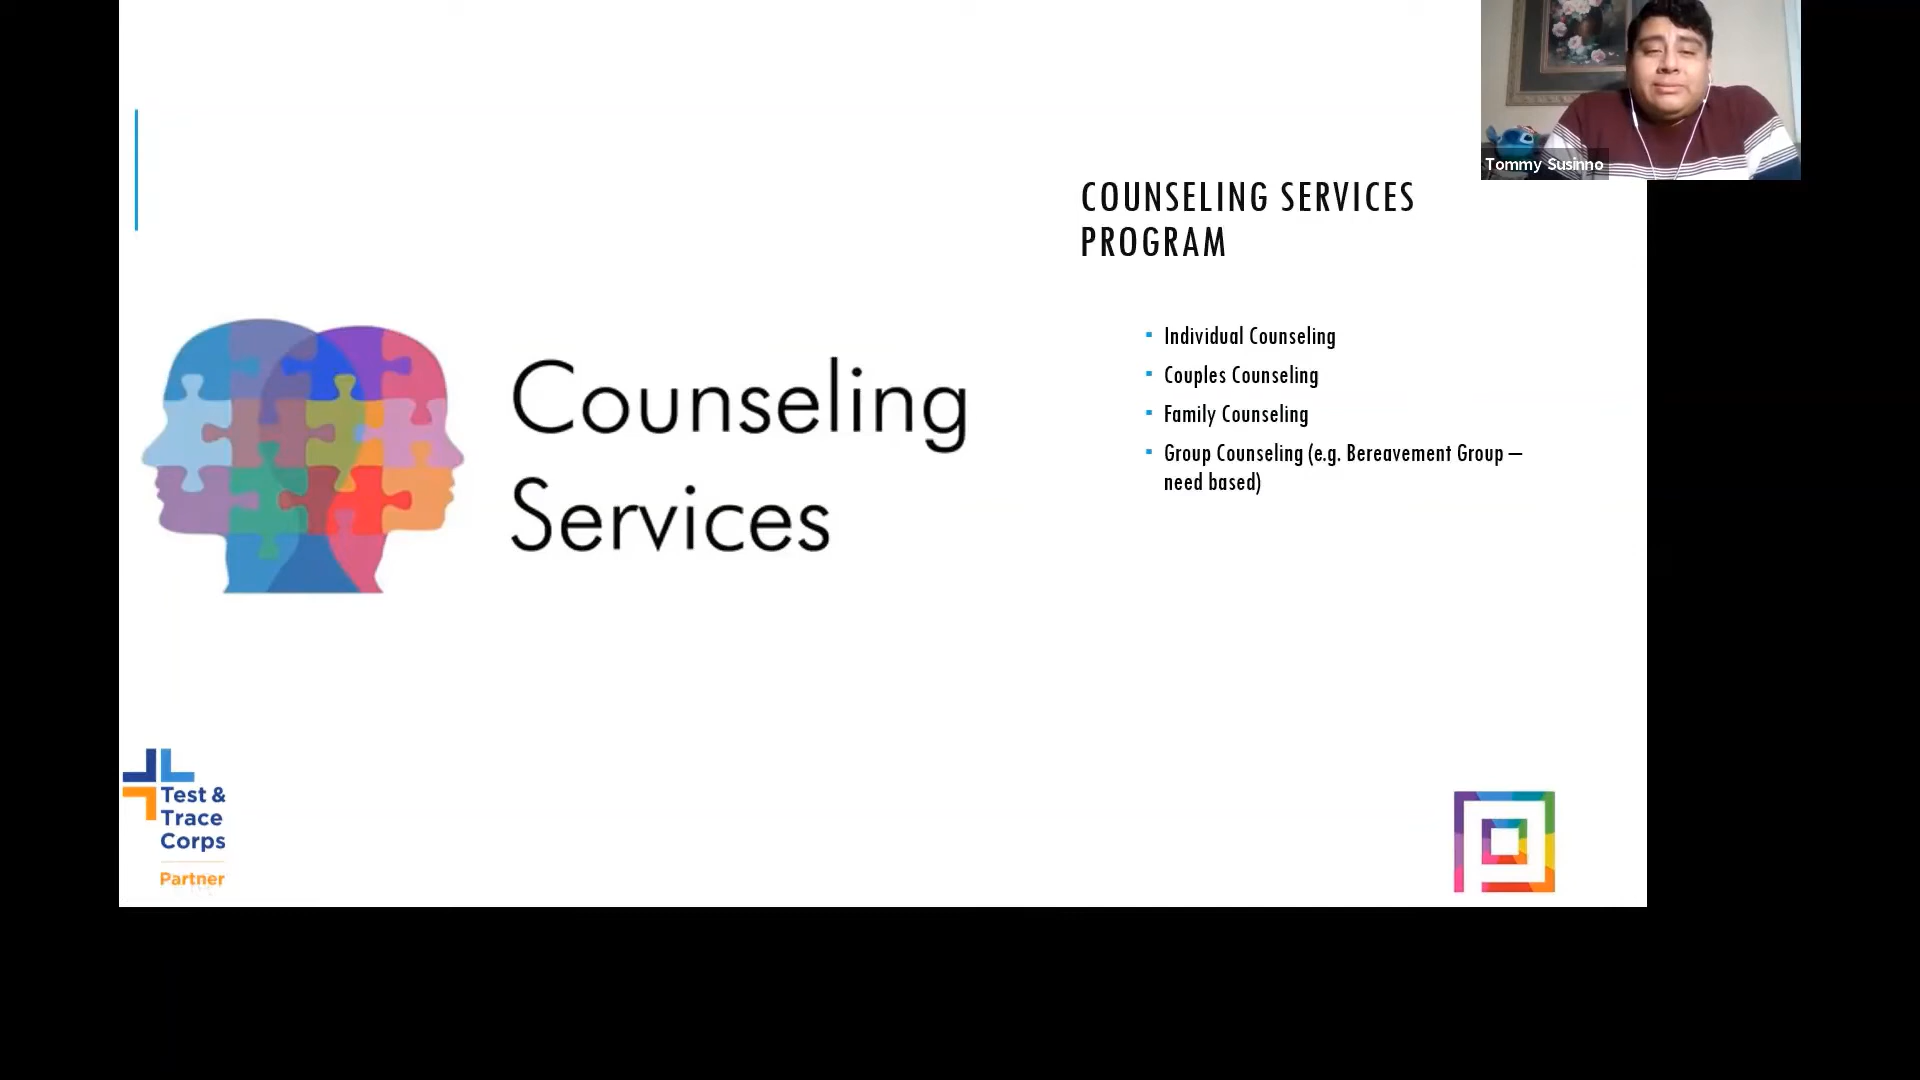 Tommy Susinno
COUNSELING SERVICES
PROGRAM
Counseling
Services
Individual Counseling
Couples Counseling
Family Counseling
Group Counseling (e.g. Bereavement Group –
need based)
Test &
Trace
Corps
Partner